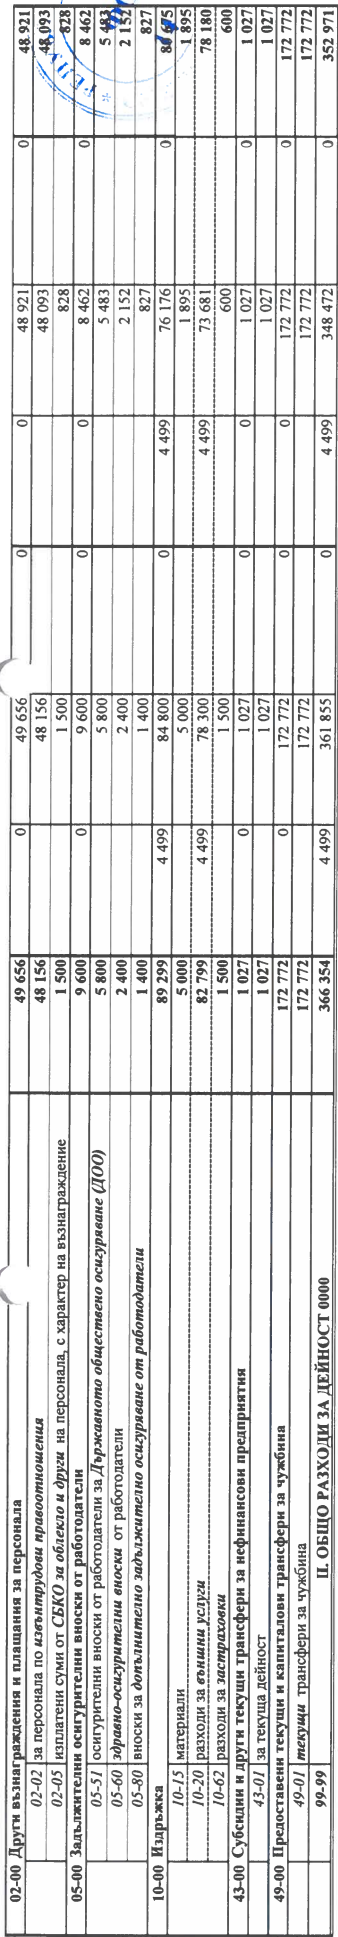 02-00 Други възнаграждения и плащания за персонала 49 656 0 49 656 0 0 48 921 0 48 921
02-02 за персонала по извънтрудови правоотношения 48 156 48 156 48 093 48 093
02-05 изплатени суми от СБКО за облекло и други на персонала, с характер на възнаграждение 1 500 1 500 828 828
05-00 Задължителни осигурителни вноски от работодатели 9 600 0 9 600 0 0 8 462 0 8 462
05-51 осигурителни вноски от работодатели за Държавното обществено осигуряване (ДОО) 5 800 5 800 5 483 5 483
05-60 здравно-осигурителни вноски от работодатели 2 400 2 400 2 152 2 152
05-80 вноски за допълнително задължително осигуряване от работодатели 1 400 1 400 827 827
10-00 Издръжка 89 299 4 499 84 800 0 4 499 76 176 0 80 675
10-15 материали 5 000 5 000 1 895 1 895
10-20 разходи за външни услуги 82 799 4 499 78 300 4 499 73 681 78 180
10-62 разходи за застраховки 1 500 1 500 600 600
43-00 Субсидии и други текущи трансфери за нефинансови предприятия 1 027 0 1 027 0 0 1 027 0 1 027
43-01 за текуща дейност 1 027 1 027 1 027 1 027
49-00 Предоставени текущи и капиталови трансфери за чужбина 172 772 0 172 772 0 0 172 772 0 172 772
49-01 текущи трансфери за чужбина 172 772 172 772 172 772 172 772
99-99 II. ОБЩО РАЗХОДИ ЗА ДЕЙНОСТ 0000 366 354 4 499 361 855 0 4 499 348 472 0 352 971